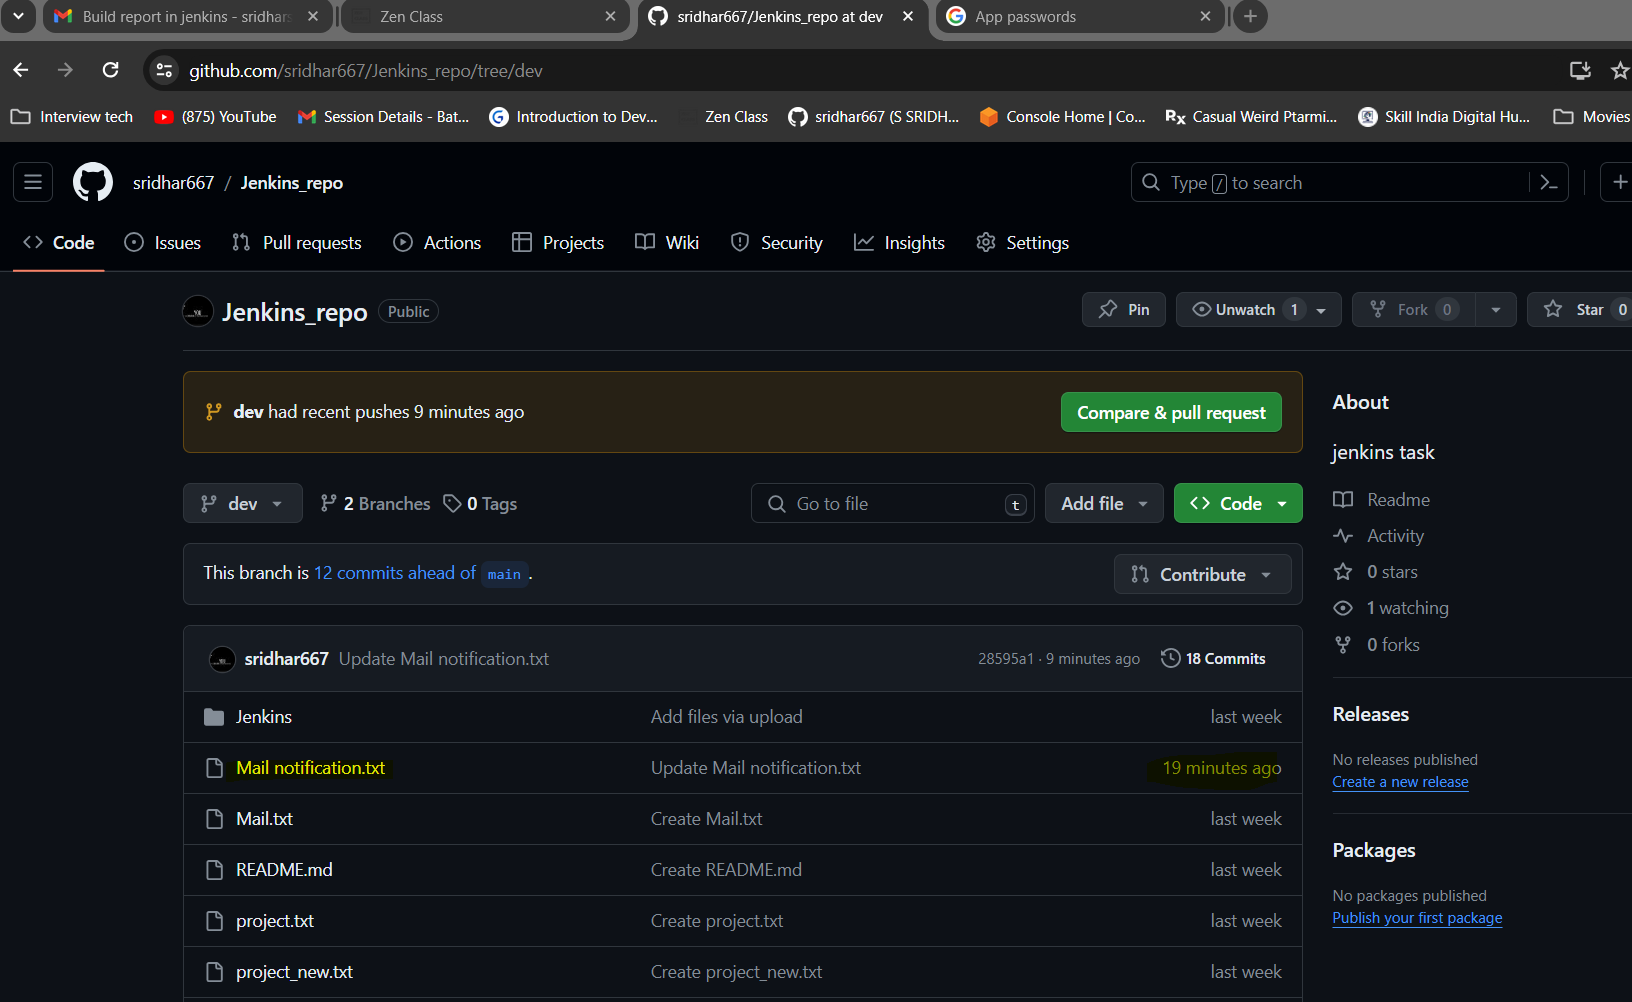 Build report in jenkins - sridhars
Zen Class
sridhar667/Jenkins_repo at dev
App passwords
github.com/sridhar667/Jenkins_repo/tree/dev
Interview tech (875) YouTube Session Details - Bat... Introduction to Dev... Zen Class sridhar667 (S SRIDH... Console Home | Co... Rx Casual Weird Ptarmi... Skill India Digital Hu... Movies
sridhar667 / Jenkins_repo
Type / to search
Code Issues Pull requests Actions Projects Wiki Security Insights Settings
Jenkins_repo Public
Pin Unwatch 1 Fork 0 Star 0
dev had recent pushes 9 minutes ago
Compare & pull request
dev 2 Branches 0 Tags
Go to file t
Add file
Code
This branch is 12 commits ahead of main .
Contribute
sridhar667 Update Mail notification.txt 28595a1 · 9 minutes ago 18 Commits
Jenkins Add files via upload last week
Mail notification.txt Update Mail notification.txt 19 minutes ago
Mail.txt Create Mail.txt last week
README.md Create README.md last week
project.txt Create project.txt last week
project_new.txt Create project_new.txt last week
About
jenkins task
Readme
Activity
0 stars
1 watching
0 forks
Releases
No releases published
Create a new release
Packages
No packages published
Publish your first package